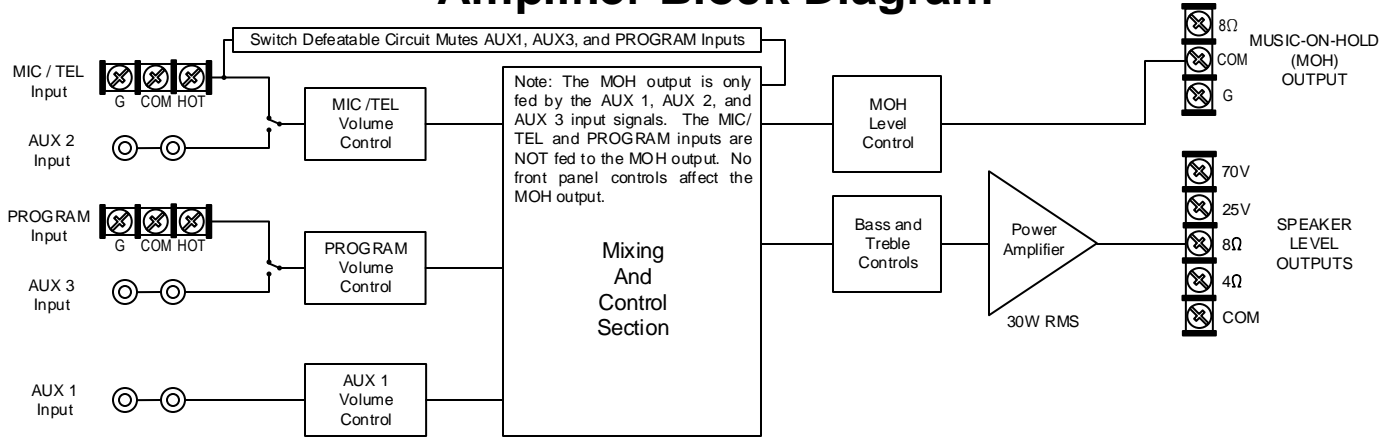 Amplifier Block Diagram
Switch Defeatable Circuit Mutes AUX1, AUX3, and PROGRAM Inputs
MIC / TEL
Input
G COM HOT
AUX 2
Input
MIC /TEL
Volume
Control
PROGRAM
Input
G COM HOT
AUX 3
Input
PROGRAM
Volume
Control
AUX 1
Input
AUX 1
Volume
Control
Note: The MOH output is only
fed by the AUX 1, AUX 2, and
AUX 3 input signals. The MIC/
TEL and PROGRAM inputs are
NOT fed to the MOH output. No
front panel controls affect the
MOH output.
Mixing
And
Control
Section
MOH
Level
Control
Bass and
Treble
Controls
Power
Amplifier
30W RMS
8Ω
COM
G
MUSIC-ON-HOLD
(MOH)
OUTPUT
70V
25V
8Ω
4Ω
COM
SPEAKER
LEVEL
OUTPUTS